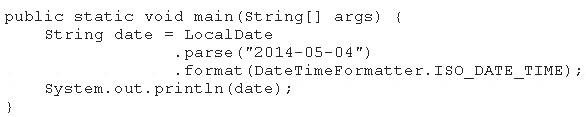 public static void main(String[] args) {
    String date = LocalDate
                .parse("2014-05-04")
                .format(DateTimeFormatter.ISO_DATE_TIME);
    System.out.println(date);
}